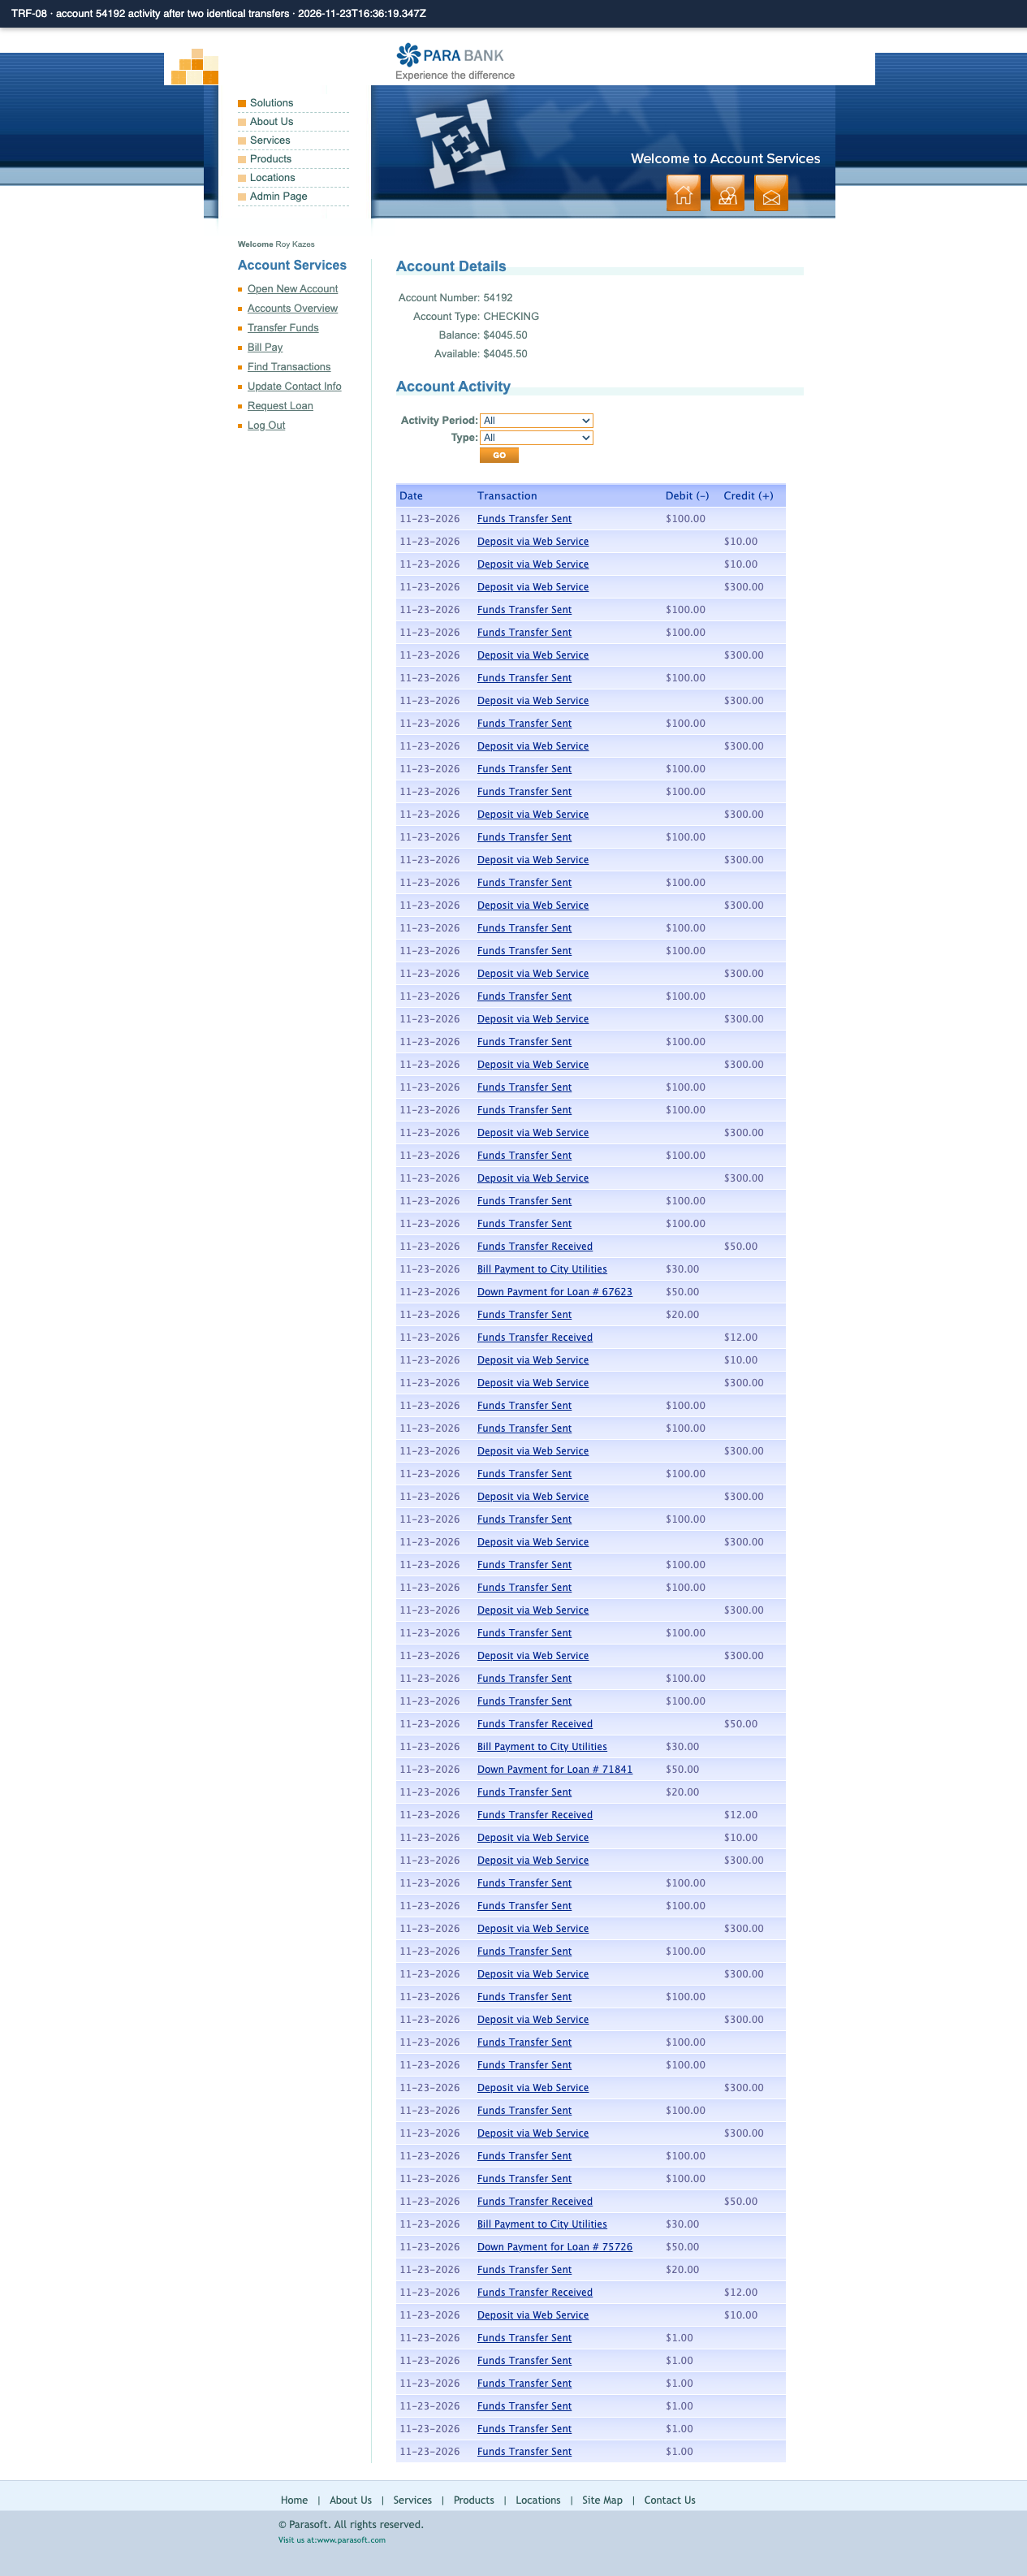 TRF-08 · account 54192 activity after two identical transfers · 2026-11-23T16:36:19.347Z
PARA BANK
Experience the difference
Solutions
About Us
Services
Products
Locations
Admin Page
Welcome to Account Services
Welcome Roy Kazes
Account Services
Open New Account
Accounts Overview
Transfer Funds
Bill Pay
Find Transactions
Update Contact Info
Request Loan
Log Out
Account Details
Account Number: 54192
Account Type: CHECKING
Balance: $4045.50
Available: $4045.50
Account Activity
Activity Period: All
Type: All
GO
Date Transaction Debit (-) Credit (+)
11-23-2026 Funds Transfer Sent $100.00
11-23-2026 Deposit via Web Service $10.00
11-23-2026 Deposit via Web Service $10.00
11-23-2026 Deposit via Web Service $300.00
11-23-2026 Funds Transfer Sent $100.00
11-23-2026 Funds Transfer Sent $100.00
11-23-2026 Deposit via Web Service $300.00
11-23-2026 Funds Transfer Sent $100.00
11-23-2026 Deposit via Web Service $300.00
11-23-2026 Funds Transfer Sent $100.00
11-23-2026 Deposit via Web Service $300.00
11-23-2026 Funds Transfer Sent $100.00
11-23-2026 Funds Transfer Sent $100.00
11-23-2026 Deposit via Web Service $300.00
11-23-2026 Funds Transfer Sent $100.00
11-23-2026 Deposit via Web Service $300.00
11-23-2026 Funds Transfer Sent $100.00
11-23-2026 Deposit via Web Service $300.00
11-23-2026 Funds Transfer Sent $100.00
11-23-2026 Funds Transfer Sent $100.00
11-23-2026 Deposit via Web Service $300.00
11-23-2026 Funds Transfer Sent $100.00
11-23-2026 Deposit via Web Service $300.00
11-23-2026 Funds Transfer Sent $100.00
11-23-2026 Deposit via Web Service $300.00
11-23-2026 Funds Transfer Sent $100.00
11-23-2026 Funds Transfer Sent $100.00
11-23-2026 Deposit via Web Service $300.00
11-23-2026 Funds Transfer Sent $100.00
11-23-2026 Deposit via Web Service $300.00
11-23-2026 Funds Transfer Sent $100.00
11-23-2026 Funds Transfer Sent $100.00
11-23-2026 Funds Transfer Received $50.00
11-23-2026 Bill Payment to City Utilities $30.00
11-23-2026 Down Payment for Loan # 67623 $50.00
11-23-2026 Funds Transfer Sent $20.00
11-23-2026 Funds Transfer Received $12.00
11-23-2026 Deposit via Web Service $10.00
11-23-2026 Deposit via Web Service $300.00
11-23-2026 Funds Transfer Sent $100.00
11-23-2026 Funds Transfer Sent $100.00
11-23-2026 Deposit via Web Service $300.00
11-23-2026 Funds Transfer Sent $100.00
11-23-2026 Deposit via Web Service $300.00
11-23-2026 Funds Transfer Sent $100.00
11-23-2026 Deposit via Web Service $300.00
11-23-2026 Funds Transfer Sent $100.00
11-23-2026 Funds Transfer Sent $100.00
11-23-2026 Deposit via Web Service $300.00
11-23-2026 Funds Transfer Sent $100.00
11-23-2026 Deposit via Web Service $300.00
11-23-2026 Funds Transfer Sent $100.00
11-23-2026 Funds Transfer Sent $100.00
11-23-2026 Funds Transfer Received $50.00
11-23-2026 Bill Payment to City Utilities $30.00
11-23-2026 Down Payment for Loan # 71841 $50.00
11-23-2026 Funds Transfer Sent $20.00
11-23-2026 Funds Transfer Received $12.00
11-23-2026 Deposit via Web Service $10.00
11-23-2026 Deposit via Web Service $300.00
11-23-2026 Funds Transfer Sent $100.00
11-23-2026 Funds Transfer Sent $100.00
11-23-2026 Deposit via Web Service $300.00
11-23-2026 Funds Transfer Sent $100.00
11-23-2026 Deposit via Web Service $300.00
11-23-2026 Funds Transfer Sent $100.00
11-23-2026 Deposit via Web Service $300.00
11-23-2026 Funds Transfer Sent $100.00
11-23-2026 Funds Transfer Sent $100.00
11-23-2026 Deposit via Web Service $300.00
11-23-2026 Funds Transfer Sent $100.00
11-23-2026 Deposit via Web Service $300.00
11-23-2026 Funds Transfer Sent $100.00
11-23-2026 Funds Transfer Sent $100.00
11-23-2026 Funds Transfer Received $50.00
11-23-2026 Bill Payment to City Utilities $30.00
11-23-2026 Down Payment for Loan # 75726 $50.00
11-23-2026 Funds Transfer Sent $20.00
11-23-2026 Funds Transfer Received $12.00
11-23-2026 Deposit via Web Service $10.00
11-23-2026 Funds Transfer Sent $1.00
11-23-2026 Funds Transfer Sent $1.00
11-23-2026 Funds Transfer Sent $1.00
11-23-2026 Funds Transfer Sent $1.00
11-23-2026 Funds Transfer Sent $1.00
11-23-2026 Funds Transfer Sent $1.00
Home | About Us | Services | Products | Locations | Site Map | Contact Us
© Parasoft. All rights reserved.
Visit us at:www.parasoft.com